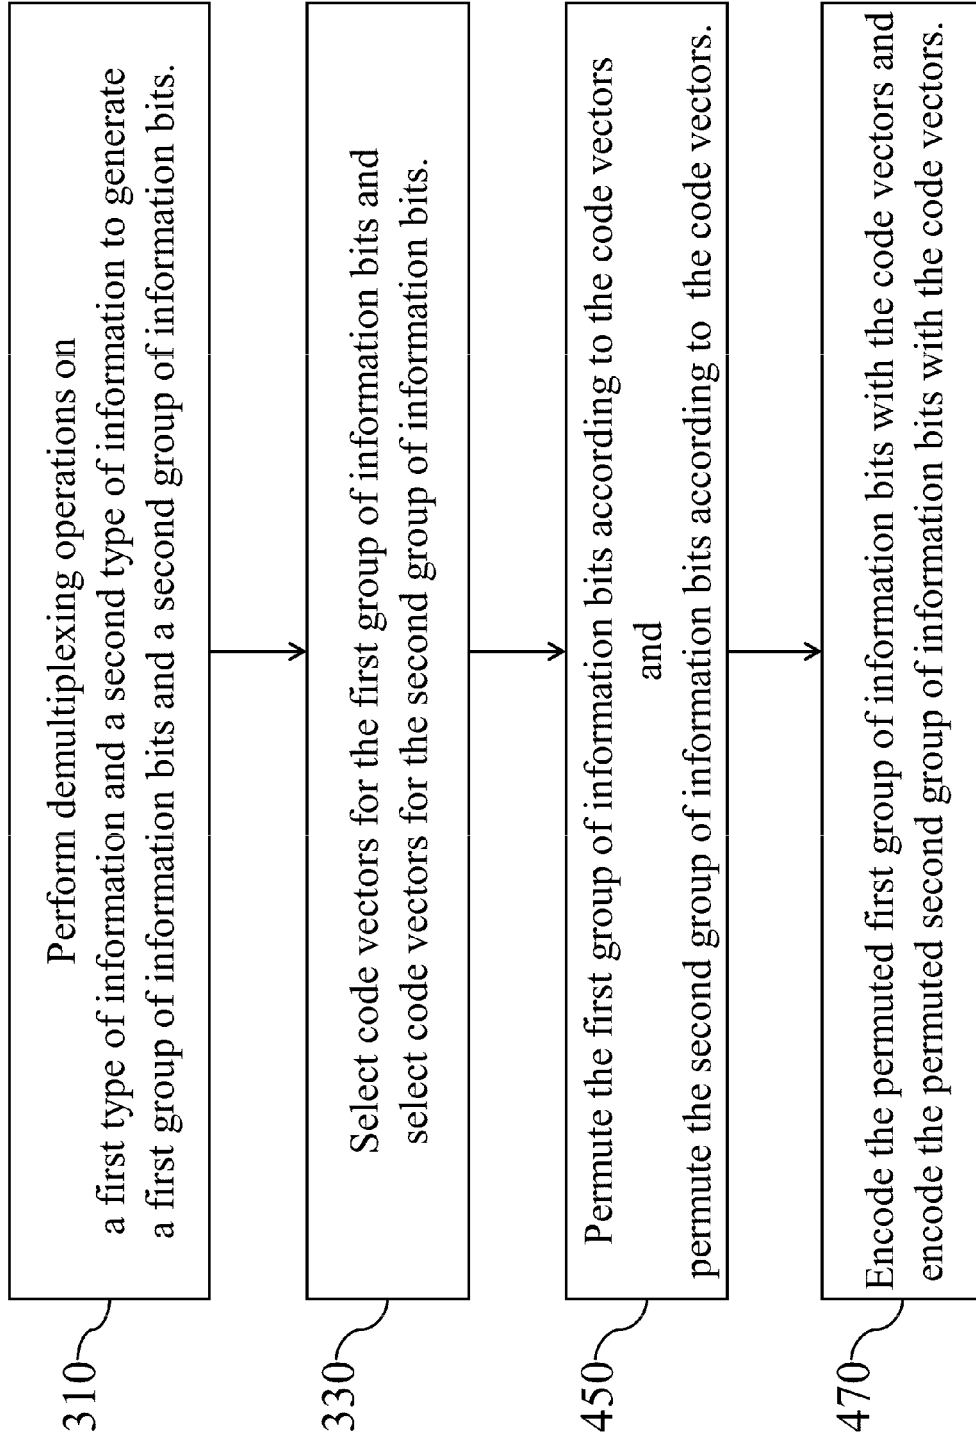 310
Perform demultiplexing operations on
a first type of information and a second type of information to generate
a first group of information bits and a second group of information bits.
330
Select code vectors for the first group of information bits and
select code vectors for the second group of information bits.
450
Permute the first group of information bits according to the code vectors
and
permute the second group of information bits according to the code vectors.
470
Encode the permuted first group of information bits with the code vectors and
encode the permuted second group of information bits with the code vectors.